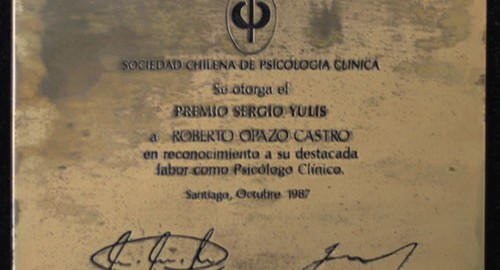 SOCIEDAD CHILENA DE PSICOLOGIA CLINICA
Se otorga el
PREMIO SERGIO YULIS
a ROBERTO OPAZO CASTRO
en reconocimiento a su destacada
labor como Psicólogo Clínico.
Santiago, Octubre 1987